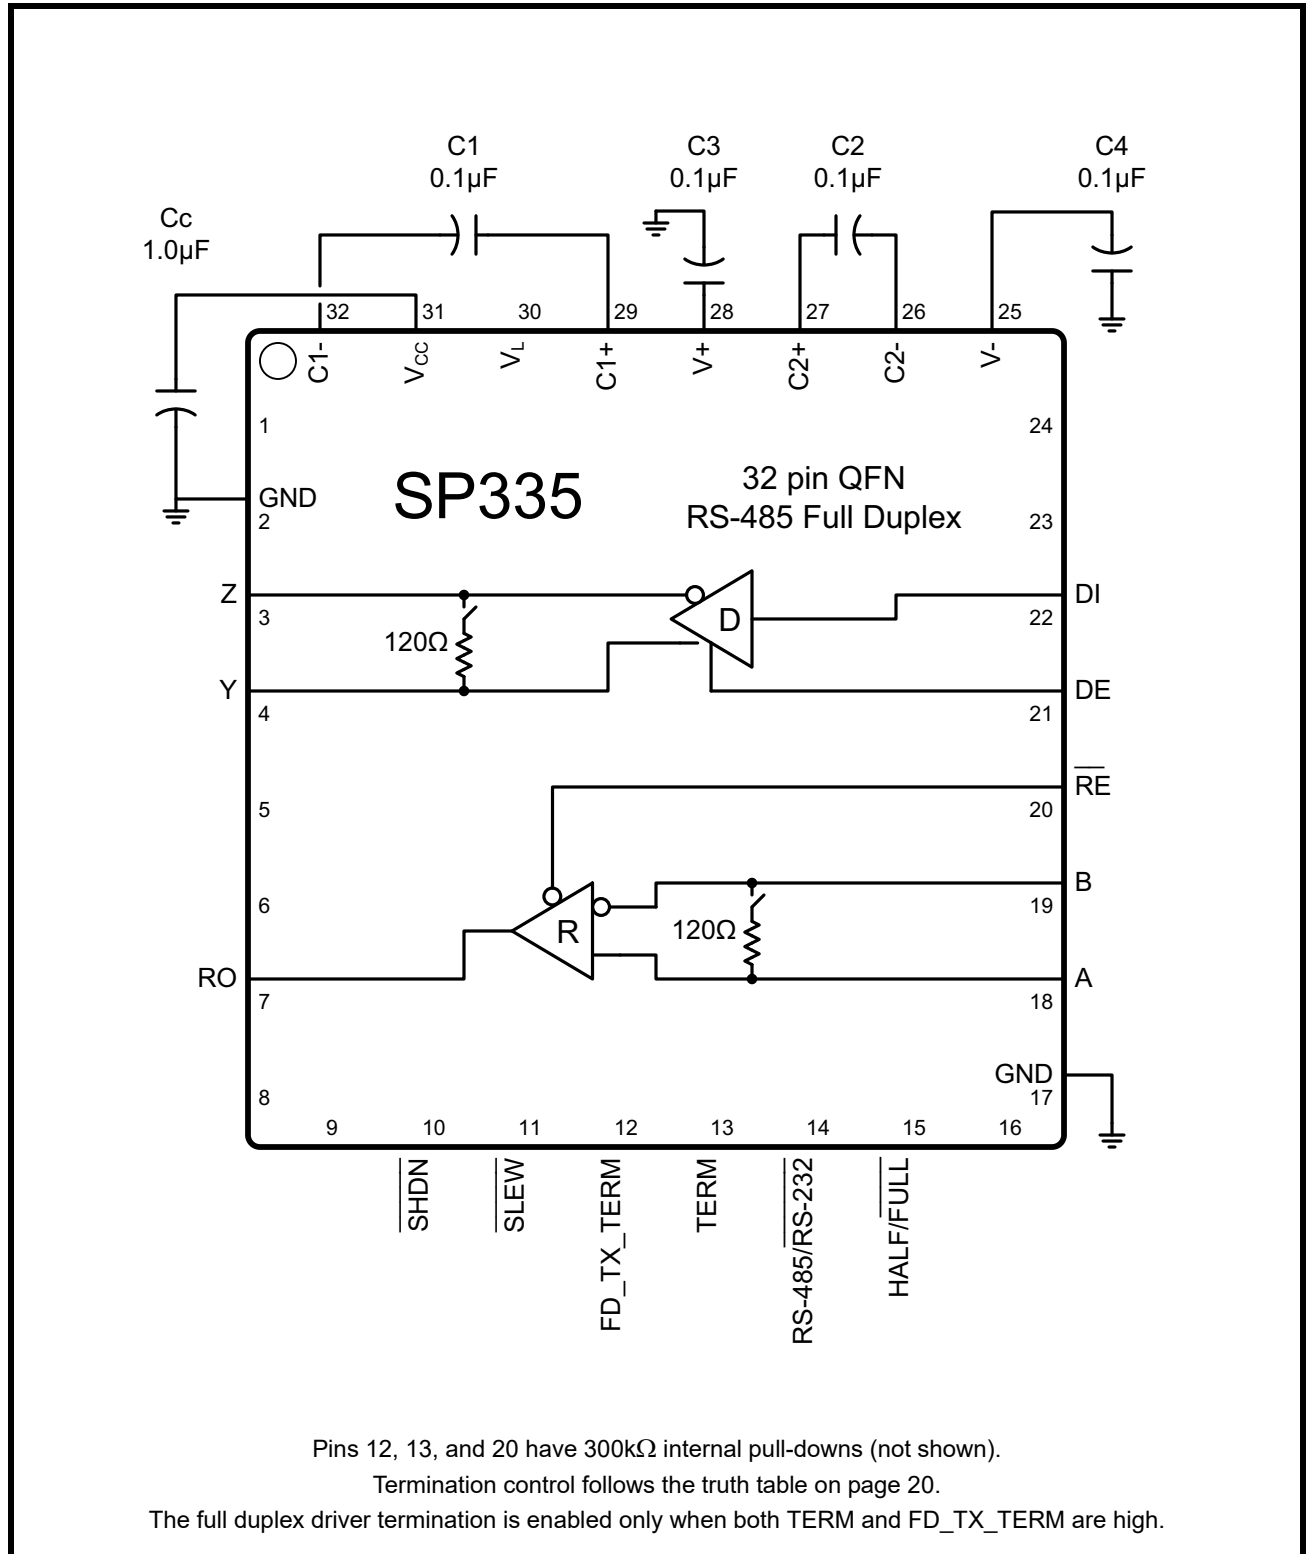 C1
0.1µF
C3
0.1µF
C2
0.1µF
C4
0.1µF
Cc
1.0µF
32
31
30
29
28
27
26
25
C1-
VCC
VL
C1+
V+
C2+
C2-
V-
1
24
SP335
32 pin QFN
RS-485 Full Duplex
GND
2
23
Z
3
DI
22
D
120Ω
Y
4
DE
21
RE
20
5
B
19
6
R
120Ω
RO
7
A
18
GND
17
8
9
10
11
12
13
14
15
16
SHDN
SLEW
FD_TX_TERM
TERM
RS-485/RS-232
HALF/FULL
Pins 12, 13, and 20 have 300kΩ internal pull-downs (not shown).
Termination control follows the truth table on page 20.
The full duplex driver termination is enabled only when both TERM and FD_TX_TERM are high.